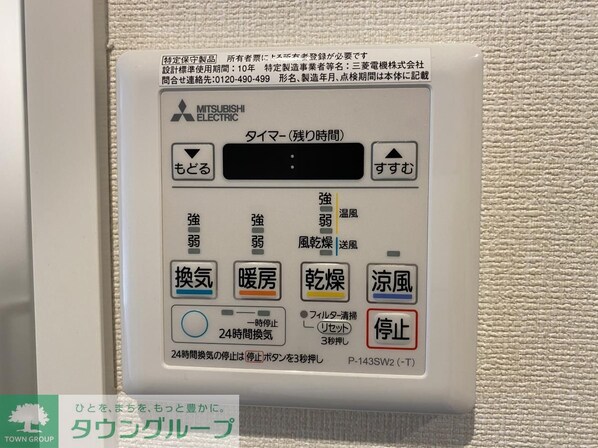 特定保守製品 所有者票による所有者登録が必要です
設計標準使用期間：10年 特定製造事業者等名：三菱電機株式会社
問合せ連絡先：0120-490-499 形名、製造年月、点検期間は本体に記載
MITSUBISHI
ELECTRIC
タイマー(残り時間)
▼
もどる
:
▲
すすむ
強
弱
強
弱
強
弱
温風
風乾燥
送風
換気
暖房
乾燥
涼風
一時停止
24時間換気
フィルター清掃
リセット
3秒押し
停止
24時間換気の停止は停止ボタンを3秒押し
P-143SW2(-T)
TOWN GROUP
ひとを、まちを、もっと豊かに。
タウングループ